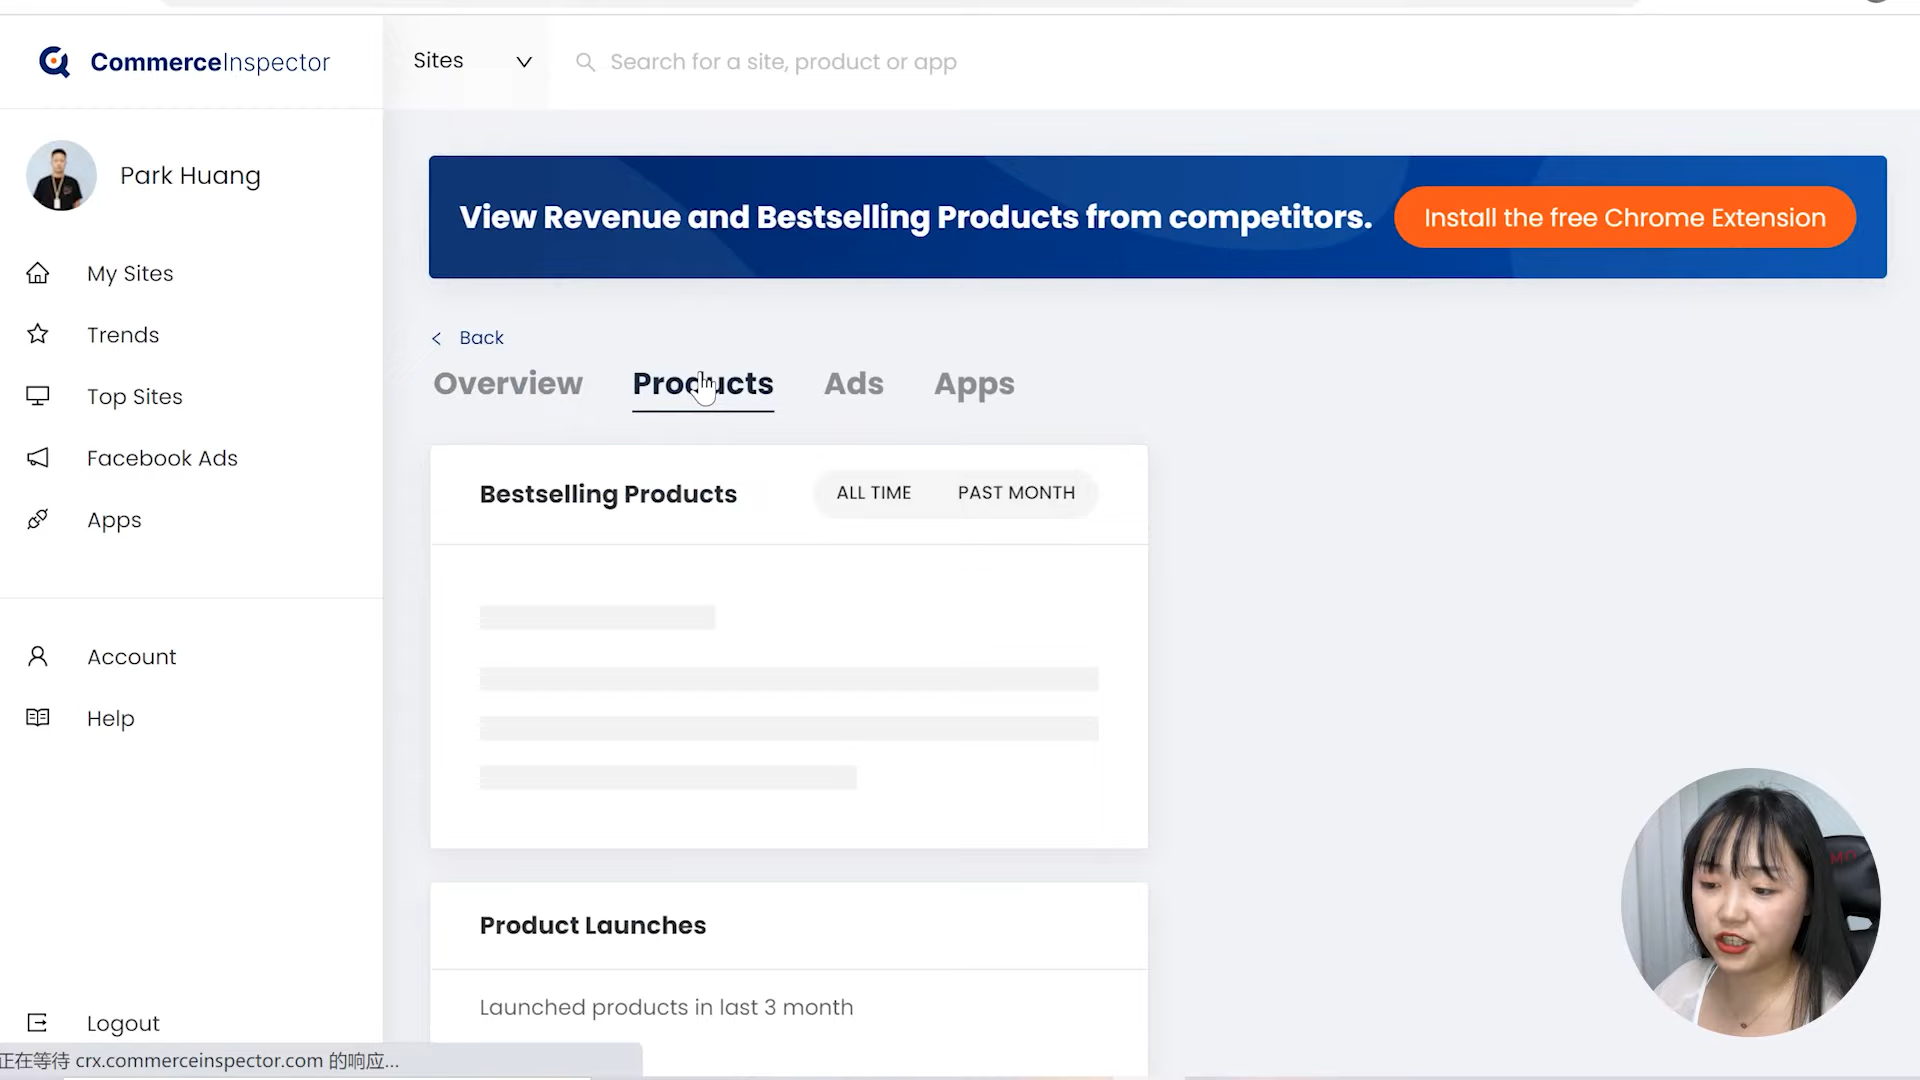 CommerceInspector
Sites
Search for a site, product or app
Park Huang
My Sites
Trends
Top Sites
Facebook Ads
Apps
Account
Help
Logout
View Revenue and Bestselling Products from competitors.
Install the free Chrome Extension
Back
Overview
Products
Ads
Apps
Bestselling Products
ALL TIME
PAST MONTH
Product Launches
Launched products in last 3 month
正在等待 crx.commerceinspector.com 的响应...